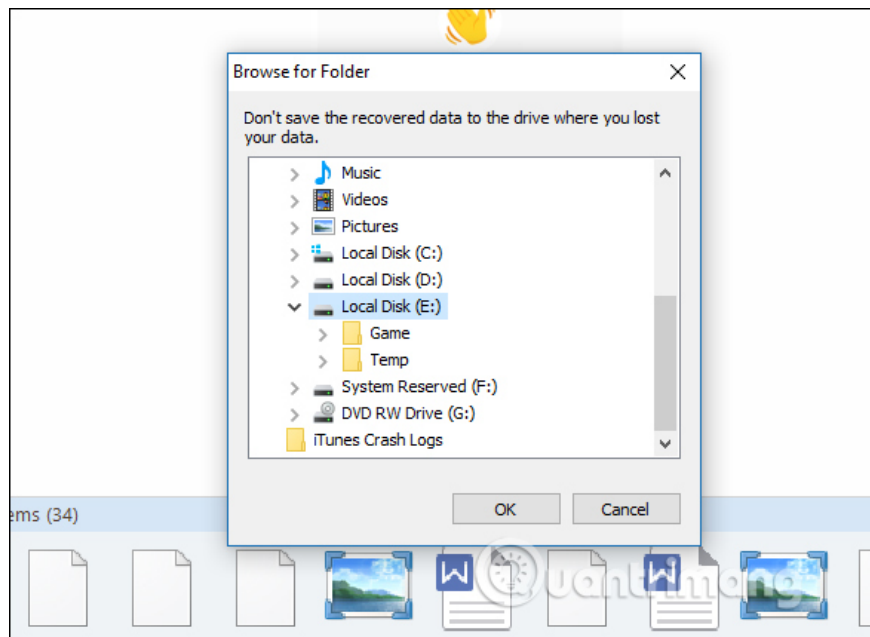 Browse for Folder
Don't save the recovered data to the drive where you lost
your data.
Music
Videos
Pictures
Local Disk (C:)
Local Disk (D:)
Local Disk (E:)
Game
Temp
System Reserved (F:)
DVD RW Drive (G:)
iTunes Crash Logs
OK Cancel
ems (34)
W W
uantrimang